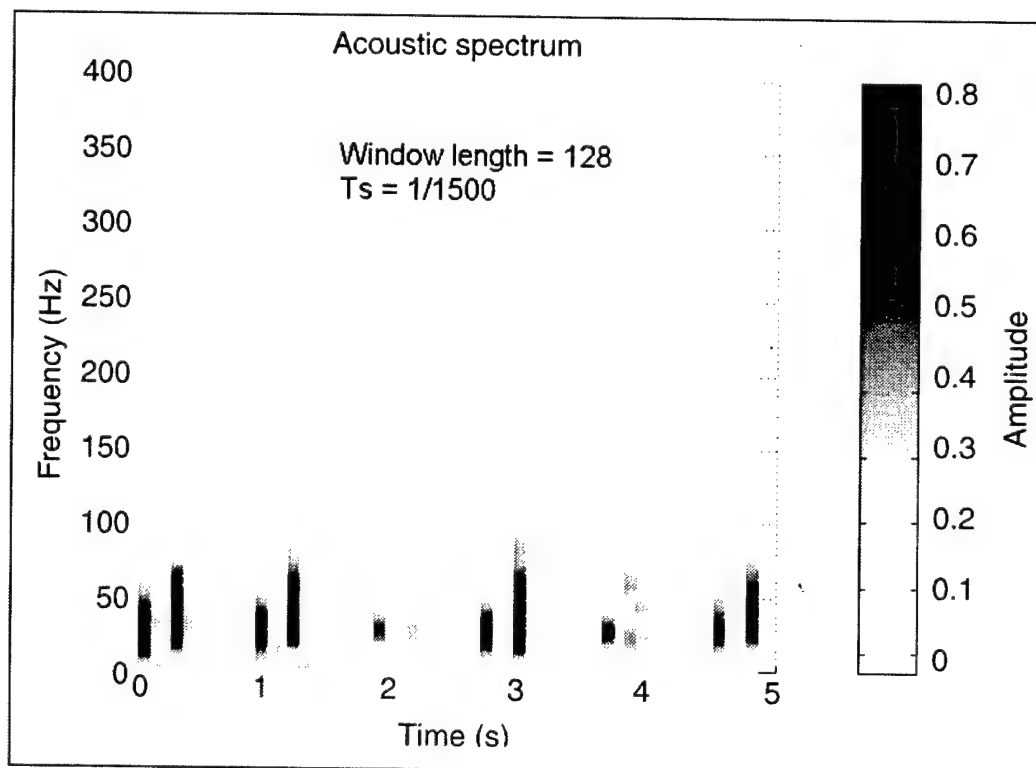 Acoustic spectrum
Window length = 128
Ts = 1/1500
Frequency (Hz)
400
350
300
250
200
150
100
50
0
0 1 2 3 4 5
Time (s)
0.8
0.7
0.6
0.5
0.4
0.3
0.2
0.1
0
Amplitude